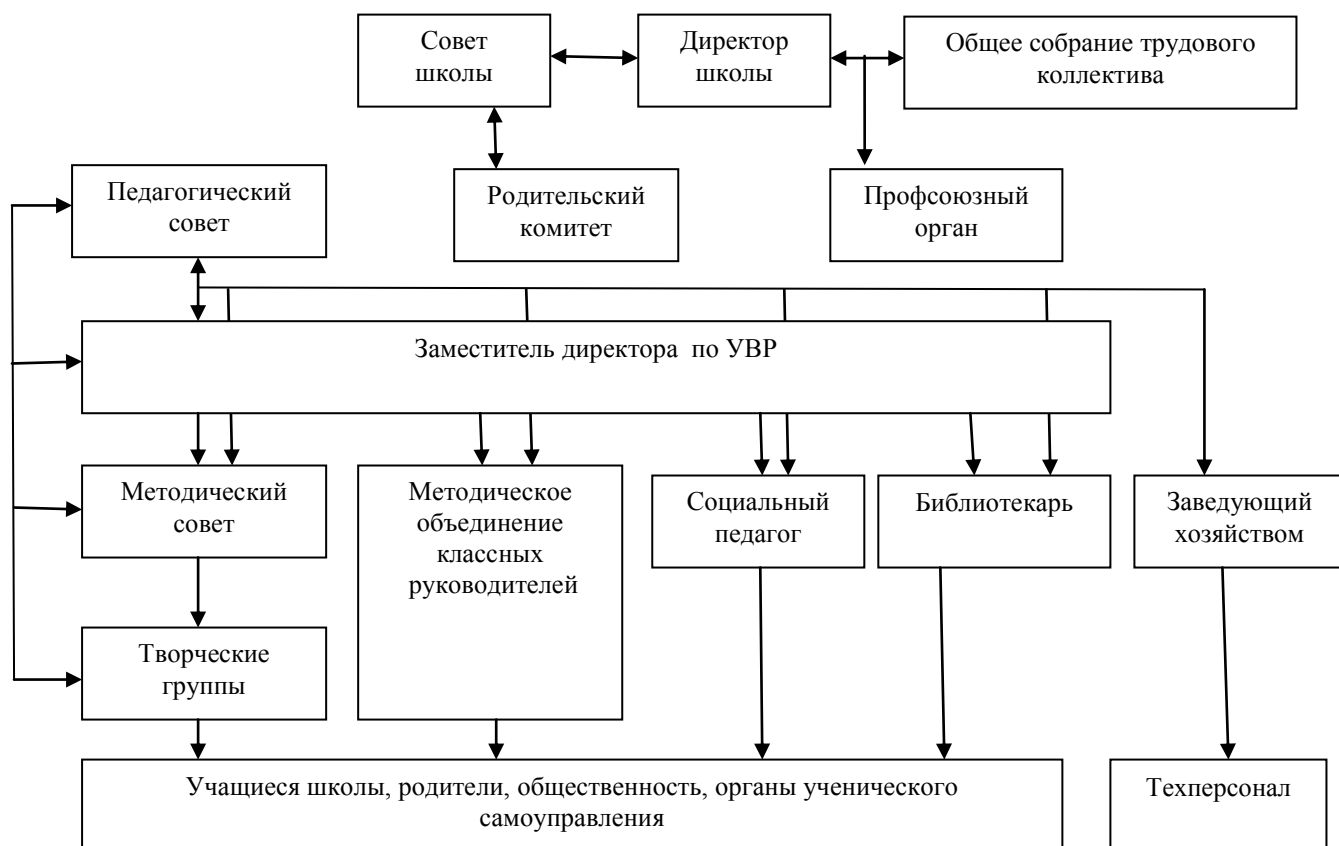 Совет
школы
Директор
школы
Общее собрание трудового
коллектива
Педагогический
совет
Родительский
комитет
Профсоюзный
орган
Заместитель директора по УВР
Методический
совет
Методическое
объединение
классных
руководителей
Социальный
педагог
Библиотекарь
Заведующий
хозяйством
Творческие
группы
Учащиеся школы, родители, общественность, органы ученического
самоуправления
Техперсонал